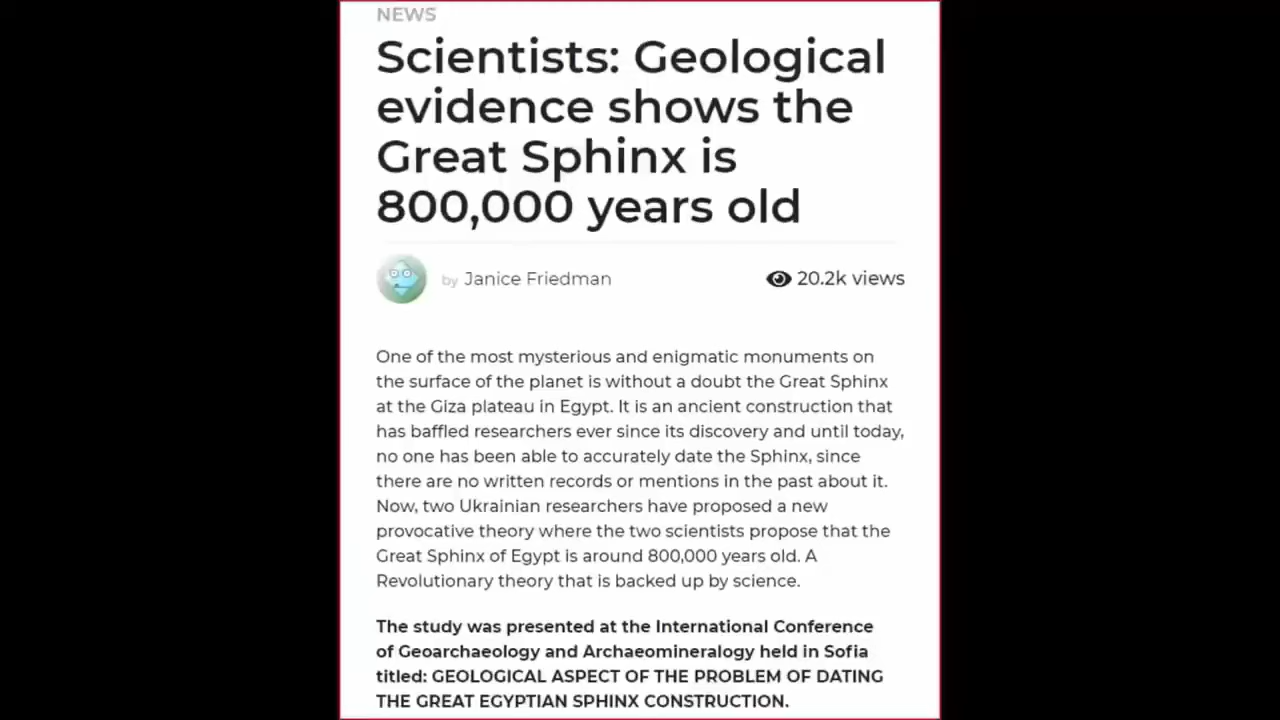 NEWS
Scientists: Geological
evidence shows the
Great Sphinx is
800,000 years old
by Janice Friedman
20.2k views
One of the most mysterious and enigmatic monuments on
the surface of the planet is without a doubt the Great Sphinx
at the Giza plateau in Egypt. It is an ancient construction that
has baffled researchers ever since its discovery and until today,
no one has been able to accurately date the Sphinx, since
there are no written records or mentions in the past about it.
Now, two Ukrainian researchers have proposed a new
provocative theory where the two scientists propose that the
Great Sphinx of Egypt is around 800,000 years old. A
Revolutionary theory that is backed up by science.
The study was presented at the International Conference
of Geoarchaeology and Archaeomineralogy held in Sofia
titled: GEOLOGICAL ASPECT OF THE PROBLEM OF DATING
THE GREAT EGYPTIAN SPHINX CONSTRUCTION.